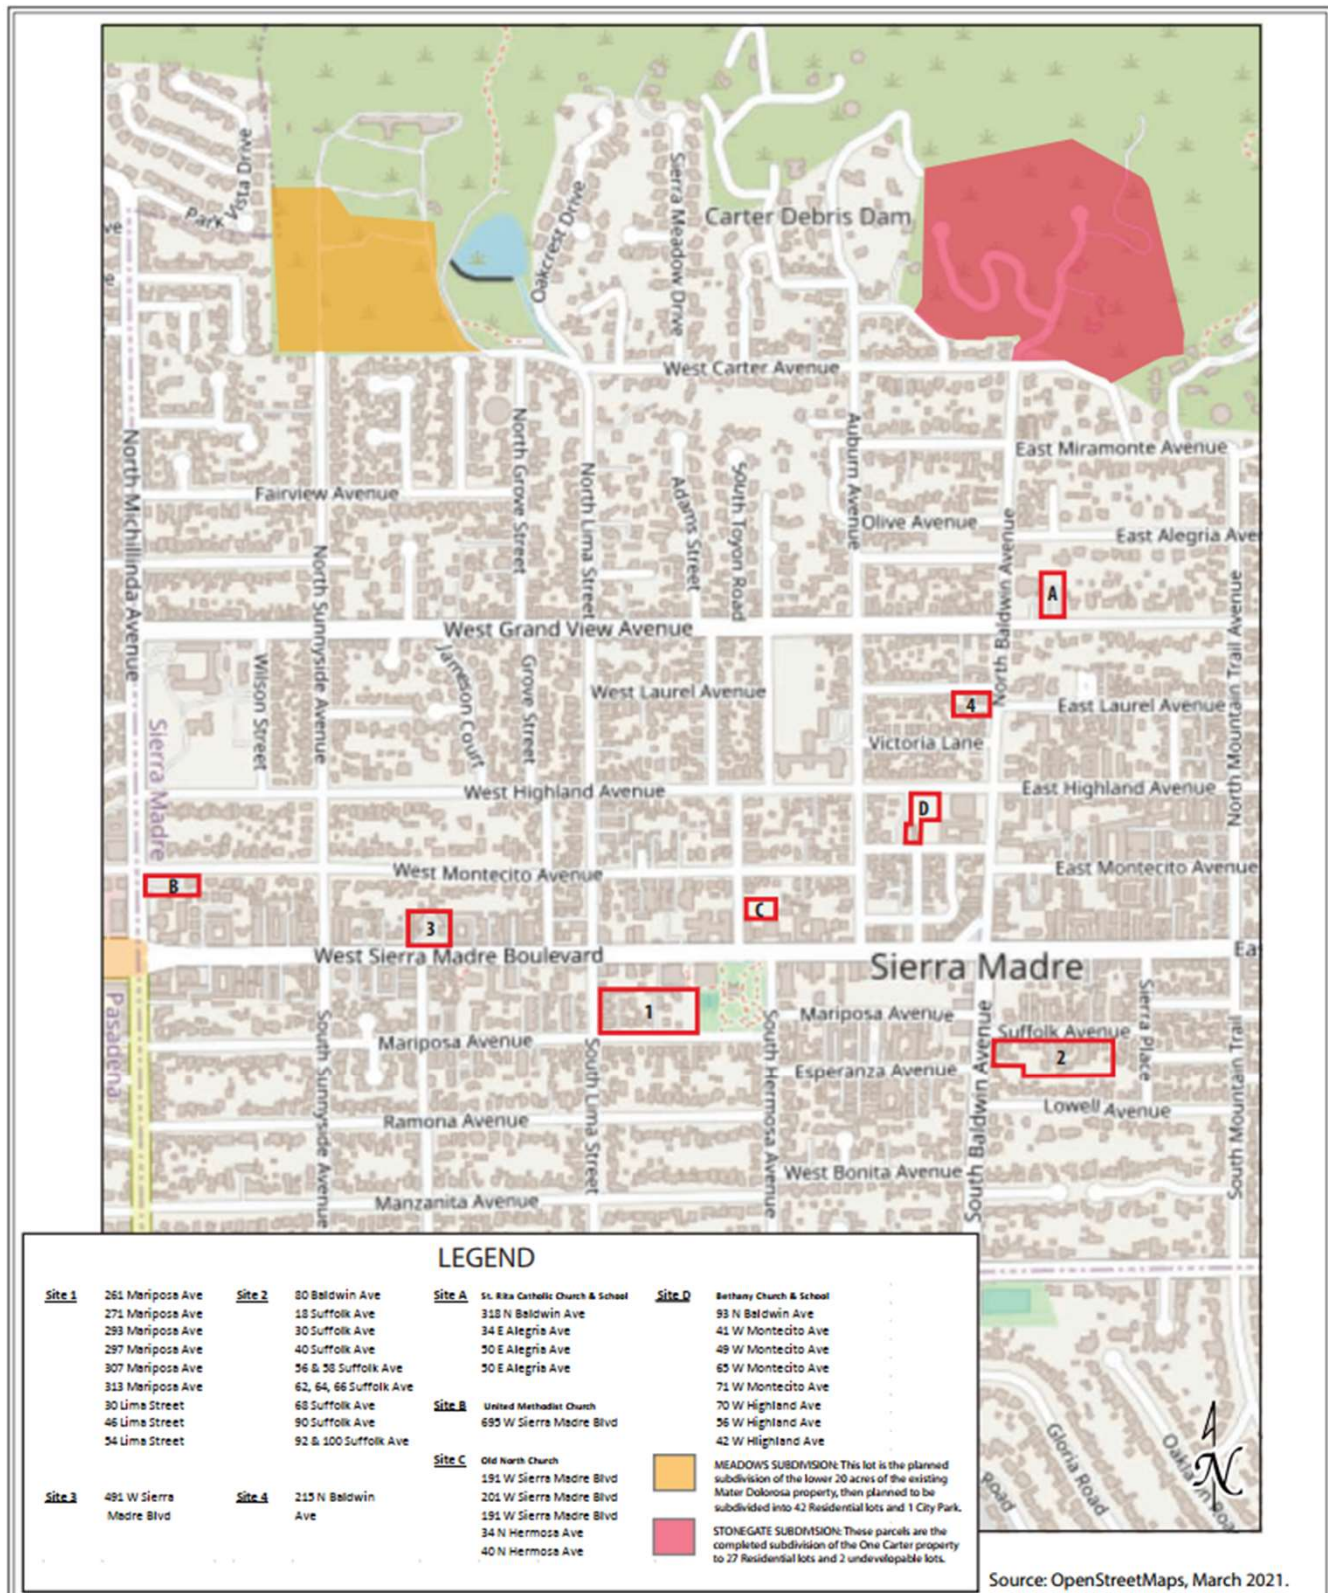 Park Vista Drive
ve
Oakcrest Drive
Sierra Meadow Drive
Carter Debris Dam
West Carter Avenue
North Michillinda Avenue
Fairview Avenue
North Sunnyside Avenue
North Grove Street
North Lima Street
Adams Street
South Toyon Road
Auburn Avenue
East Miramonte Avenue
Olive Avenue
North Baldwin Avenue
East Alegria Ave
A
West Grand View Avenue
North Mountain Trail Avenue
Wilson Street
Jameson Court
Grove Street
West Laurel Avenue
4
East Laurel Avenue
Victoria Lane
Sierra Madre
West Highland Avenue
East Highland Avenue
D
West Montecito Avenue
East Montecito Avenue
B
C
3
West Sierra Madre Boulevard
Sierra Madre
Eas
Pasadena
1
Mariposa Avenue
Mariposa Avenue
Suffolk Avenue
2
Sierra Place
South Sunnyside Avenue
South Lima Street
South Hermosa Avenue
Esperanza Avenue
South Baldwin Avenue
Lowell Avenue
South Mountain Trail
Ramona Avenue
West Bonita Avenue
Manzanita Avenue
Gloria Road
Road
N
LEGEND
Site 1
261 Mariposa Ave
271 Mariposa Ave
293 Mariposa Ave
297 Mariposa Ave
307 Mariposa Ave
313 Mariposa Ave
30 Lima Street
46 Lima Street
54 Lima Street
Site 3
491 W Sierra
Madre Blvd
Site 2
80 Baldwin Ave
18 Suffolk Ave
30 Suffolk Ave
40 Suffolk Ave
56 & 58 Suffolk Ave
62, 64, 66 Suffolk Ave
68 Suffolk Ave
90 Suffolk Ave
92 & 100 Suffolk Ave
Site 4
215 N Baldwin
Ave
Site A St. Rita Catholic Church & School
318 N Baldwin Ave
34 E Alegria Ave
50 E Alegria Ave
50 E Alegria Ave
Site B United Methodist Church
695 W Sierra Madre Blvd
Site C Old North Church
191 W Sierra Madre Blvd
201 W Sierra Madre Blvd
191 W Sierra Madre Blvd
34 N Hermosa Ave
40 N Hermosa Ave
Site D Bethany Church & School
93 N Baldwin Ave
41 W Montecito Ave
49 W Montecito Ave
65 W Montecito Ave
71 W Montecito Ave
70 W Highland Ave
56 W Highland Ave
42 W Highland Ave
MEADOWS SUBDIVISION: This lot is the planned
subdivision of the lower 20 acres of the existing
Mater Dolorosa property, then planned to be
subdivided into 42 Residential lots and 1 City Park.
STONEGATE SUBDIVISION: These parcels are the
completed subdivision of the One Carter property
to 27 Residential lots and 2 undevelopable lots.
Source: OpenStreetMaps, March 2021.